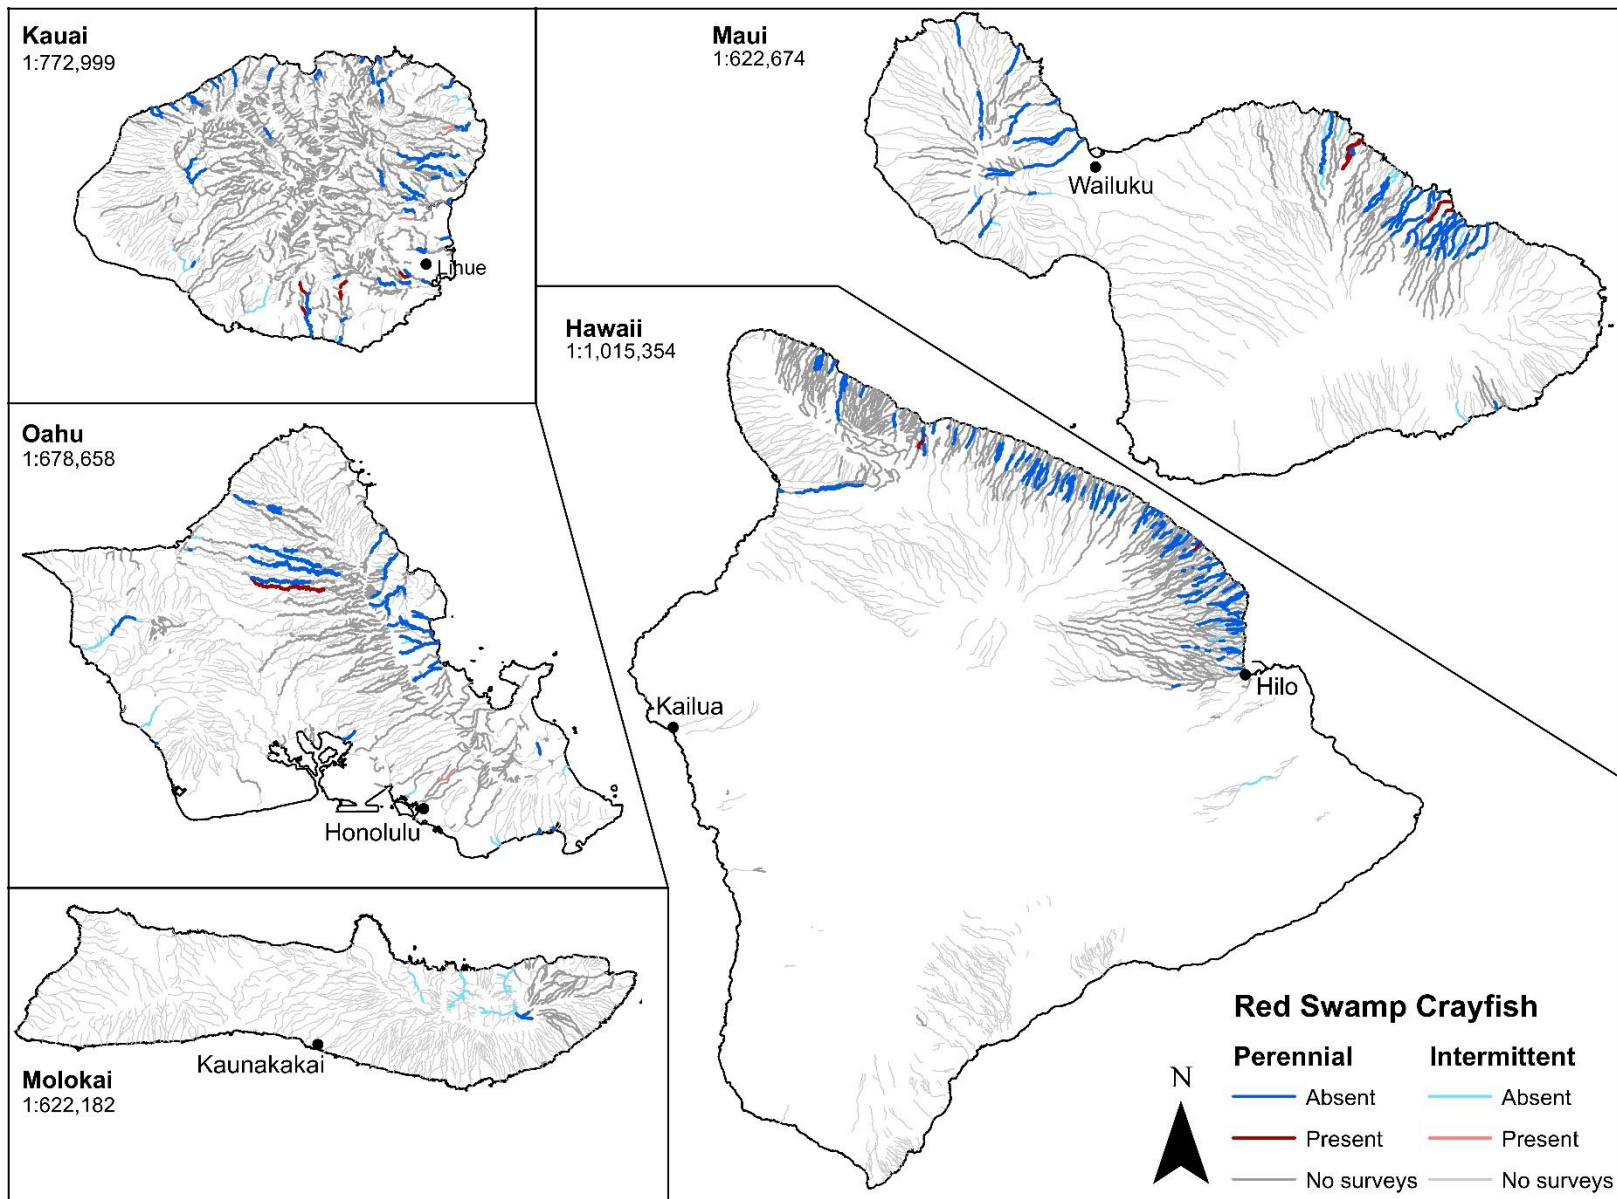 Kauai
1:772,999
Lihue
Maui
1:622,674
Wailuku
Hawaii
1:1,015,354
Kailua
Hilo
Oahu
1:678,658
Honolulu
Kaunakakai
Molokai
1:622,182
Red Swamp Crayfish
N
Perennial Intermittent
Absent Absent
Present Present
No surveys No surveys